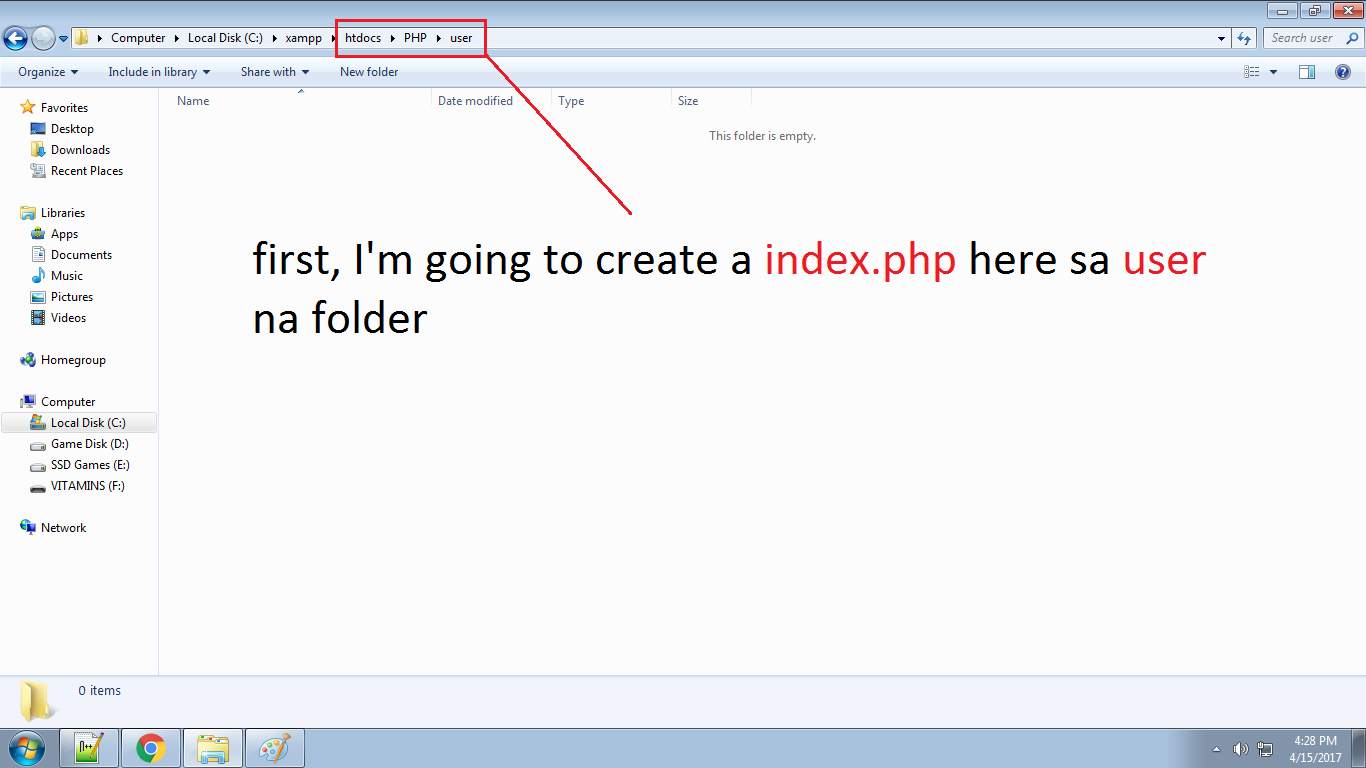 Computer Local Disk (C:) xampp htdocs PHP user
Search user
Organize Include in library Share with New folder
Name Date modified Type Size
This folder is empty.
Favorites
Desktop
Downloads
Recent Places
Libraries
Apps
Documents
Music
Pictures
Videos
Homegroup
Computer
Local Disk (C:)
Game Disk (D:)
SSD Games (E:)
VITAMINS (F:)
Network
first, I'm going to create a index.php here sa user
na folder
0 items
4:28 PM
4/15/2017